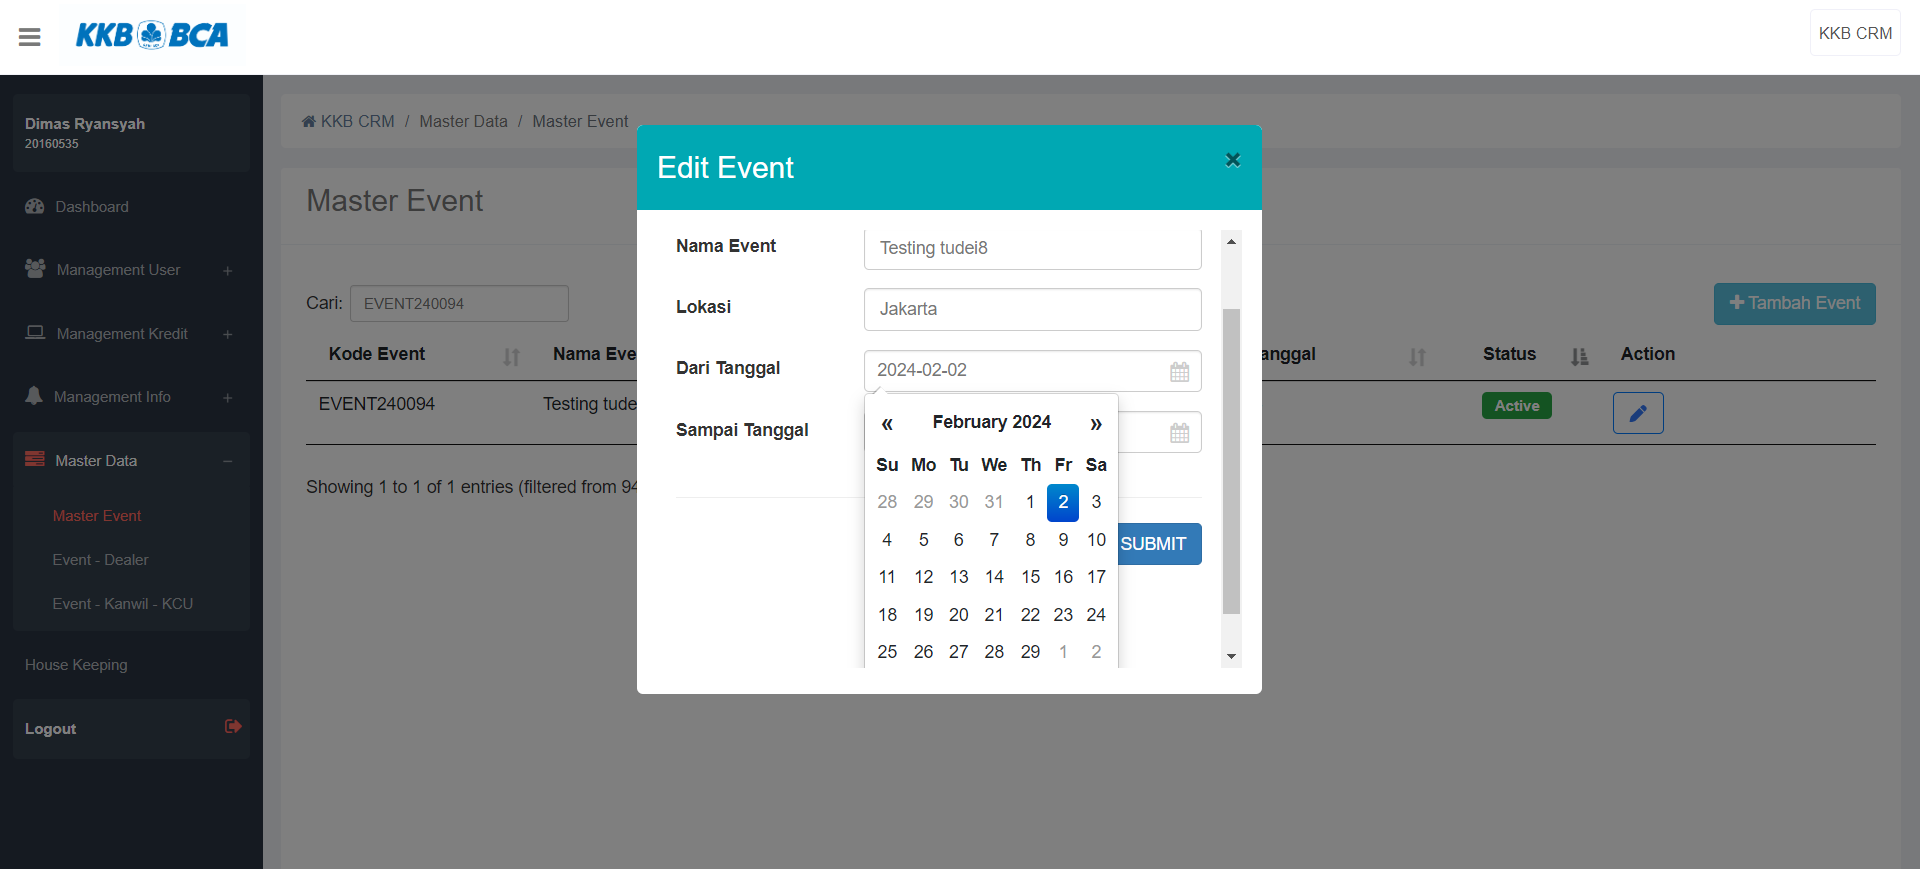 KKB BCA
KKB CRM
Dimas Ryansyah
20160535
Dashboard
Management User +
Management Kredit +
Management Info +
Master Data −
Master Event
Event - Dealer
Event - Kanwil - KCU
House Keeping
Logout
KKB CRM / Master Data / Master Event
Master Event
Cari: EVENT240094
+ Tambah Event
Kode Event Nama Eve anggal Status Action
EVENT240094 Testing tude Active
Showing 1 to 1 of 1 entries (filtered from 94
Edit Event ×
Nama Event Testing tudei8
Lokasi Jakarta
Dari Tanggal 2024-02-02
Sampai Tanggal
« February 2024 »
Su Mo Tu We Th Fr Sa
28 29 30 31 1 2 3
4 5 6 7 8 9 10
11 12 13 14 15 16 17
18 19 20 21 22 23 24
25 26 27 28 29 1 2
SUBMIT